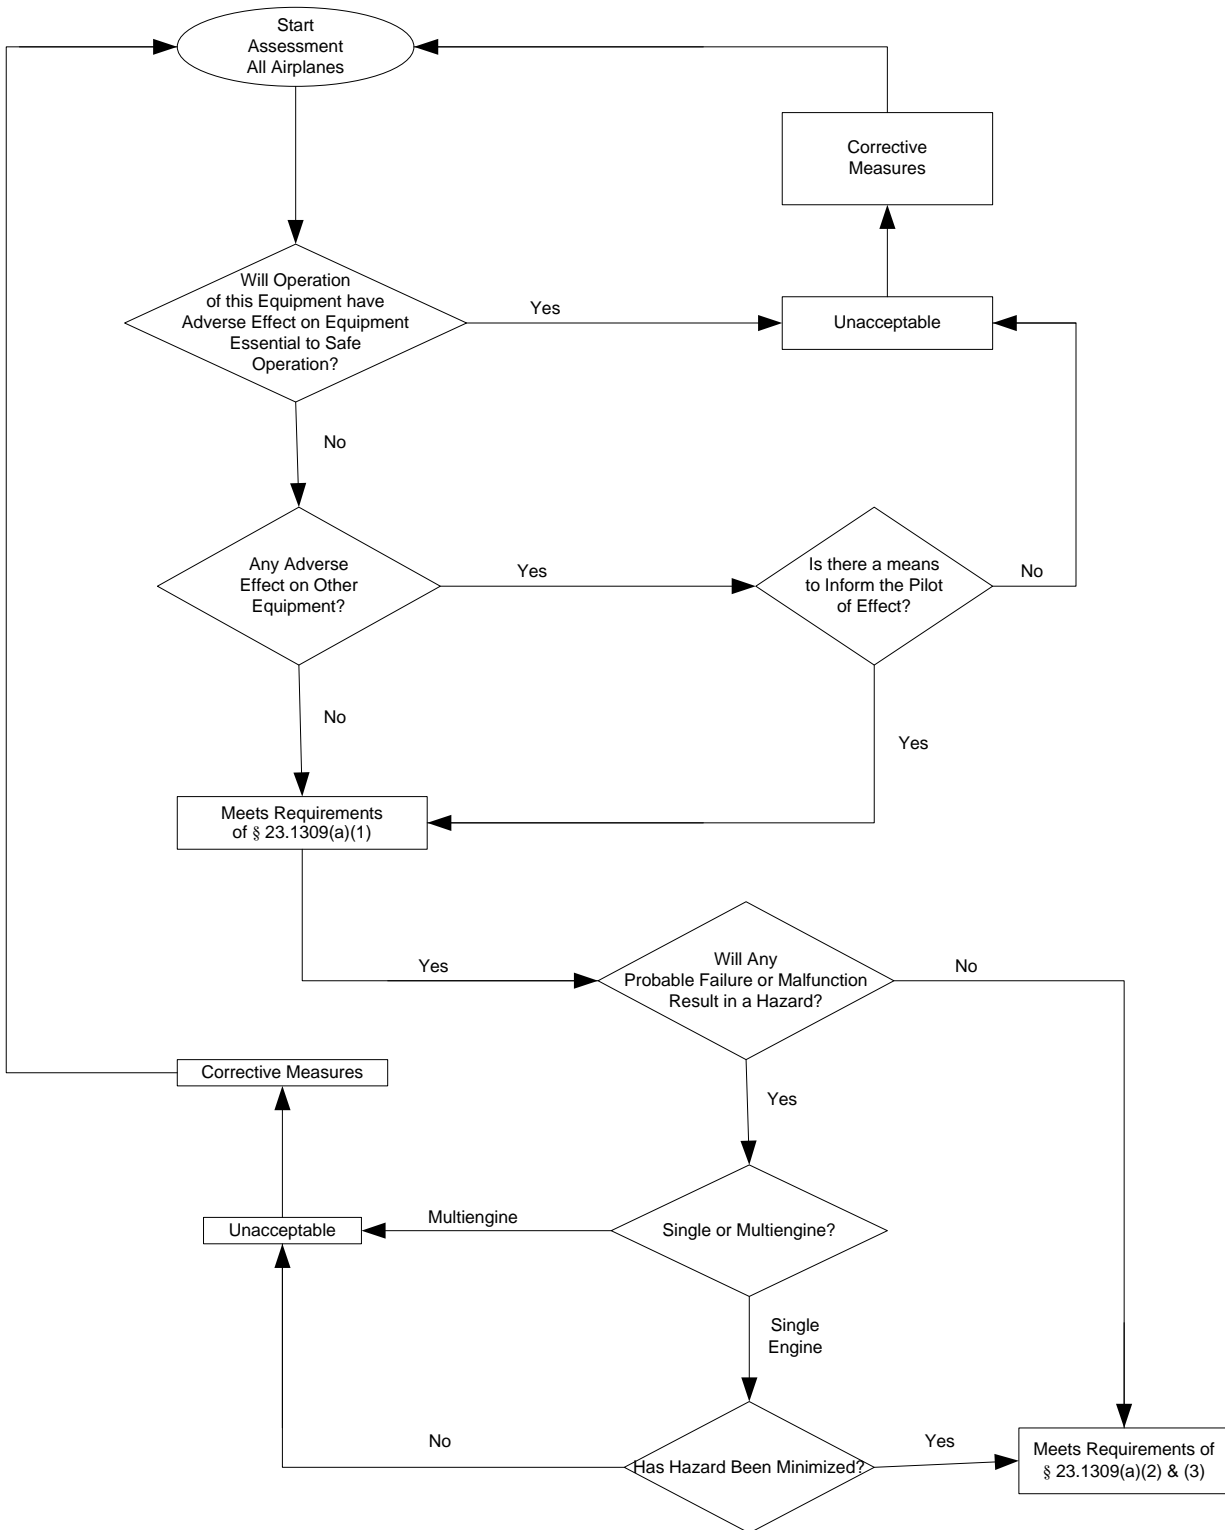 Start
Assessment
All Airplanes
Corrective
Measures
Will Operation
of this Equipment have
Adverse Effect on Equipment
Essential to Safe
Operation?
Yes
Unacceptable
No
Any Adverse
Effect on Other
Equipment?
Yes
Is there a means
to Inform the Pilot
of Effect?
No
No
Yes
Meets Requirements
of § 23.1309(a)(1)
Yes
Will Any
Probable Failure or Malfunction
Result in a Hazard?
No
Corrective Measures
Yes
Unacceptable
Multiengine
Single or Multiengine?
Single
Engine
No
Has Hazard Been Minimized?
Yes
Meets Requirements of
§ 23.1309(a)(2) & (3)